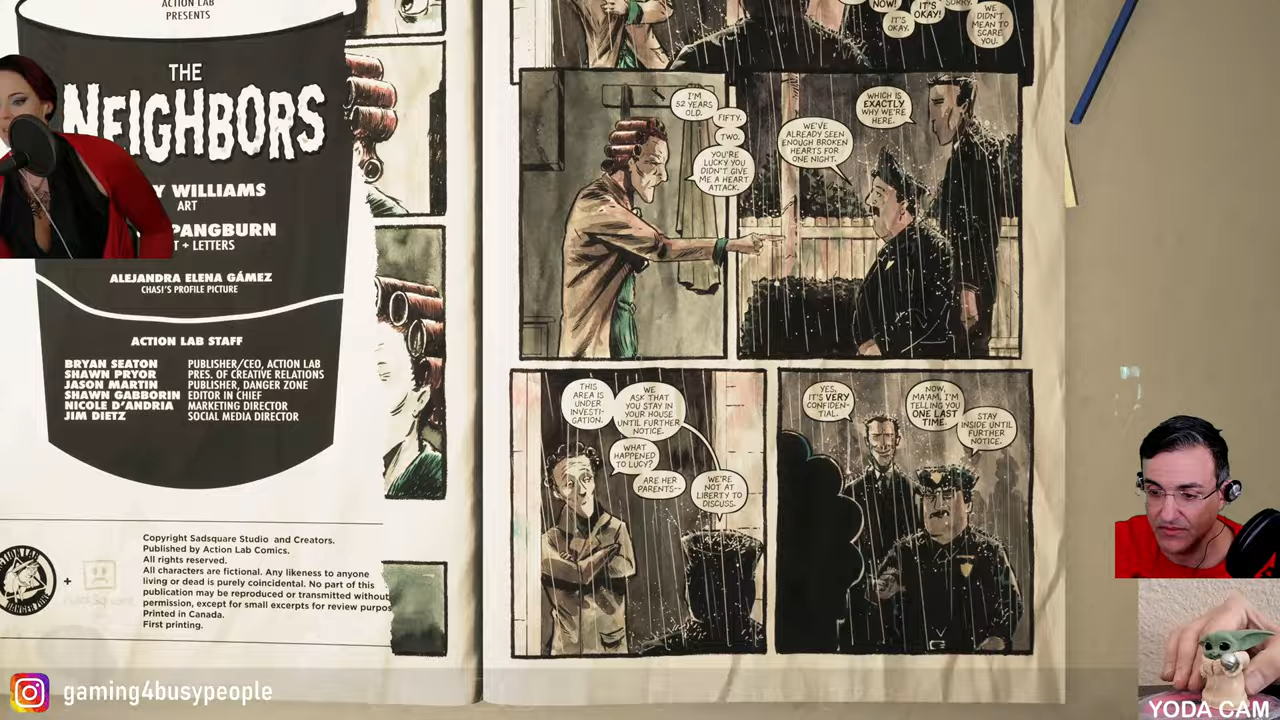 ACTION LAB
PRESENTS
THE
NEIGHBORS
Y WILLIAMS
ART
PANGBURN
T + LETTERS
ALEJANDRA ELENA GÁMEZ
CHASI'S PROFILE PICTURE
ACTION LAB STAFF
BRYAN SEATON PUBLISHER/CEO, ACTION LAB
SHAWN PRYOR PRES. OF CREATIVE RELATIONS
JASON MARTIN PUBLISHER, DANGER ZONE
SHAWN GABBORIN EDITOR IN CHIEF
NICOLE D'ANDRIA MARKETING DIRECTOR
JIM DIETZ SOCIAL MEDIA DIRECTOR
Copyright Sadsquare Studio and Creators.
Published by Action Lab Comics.
All rights reserved.
All characters are fictional. Any likeness to anyone
living or dead is purely coincidental. No part of this
publication may be reproduced or transmitted without
permission, except for small excerpts for review purpos
Printed in Canada.
First printing.
+
NOW!
IT'S
OKAY.
IT'S
OKAY!
SORRY.
WE
DIDN'T
MEAN TO
SCARE
YOU.
I'M
52 YEARS
OLD.
FIFTY.
TWO.
YOU'RE
LUCKY YOU
DIDN'T GIVE
ME A HEART
ATTACK.
WE'VE
ALREADY SEEN
ENOUGH BROKEN
HEARTS FOR
ONE NIGHT.
WHICH IS
EXACTLY
WHY WE'RE
HERE.
THIS
AREA IS
UNDER
INVESTI-
GATION.
WE
ASK THAT
YOU STAY IN
YOUR HOUSE
UNTIL FURTHER
NOTICE.
WHAT
HAPPENED
TO LUCY?
ARE HER
PARENTS--
WE'RE
NOT AT
LIBERTY TO
DISCUSS.
YES,
IT'S VERY
CONFIDEN-
TIAL.
NOW,
MA'AM, I'M
TELLING YOU
ONE LAST
TIME.
STAY
INSIDE UNTIL
FURTHER
NOTICE.
gaming4busypeople
YODA CAM